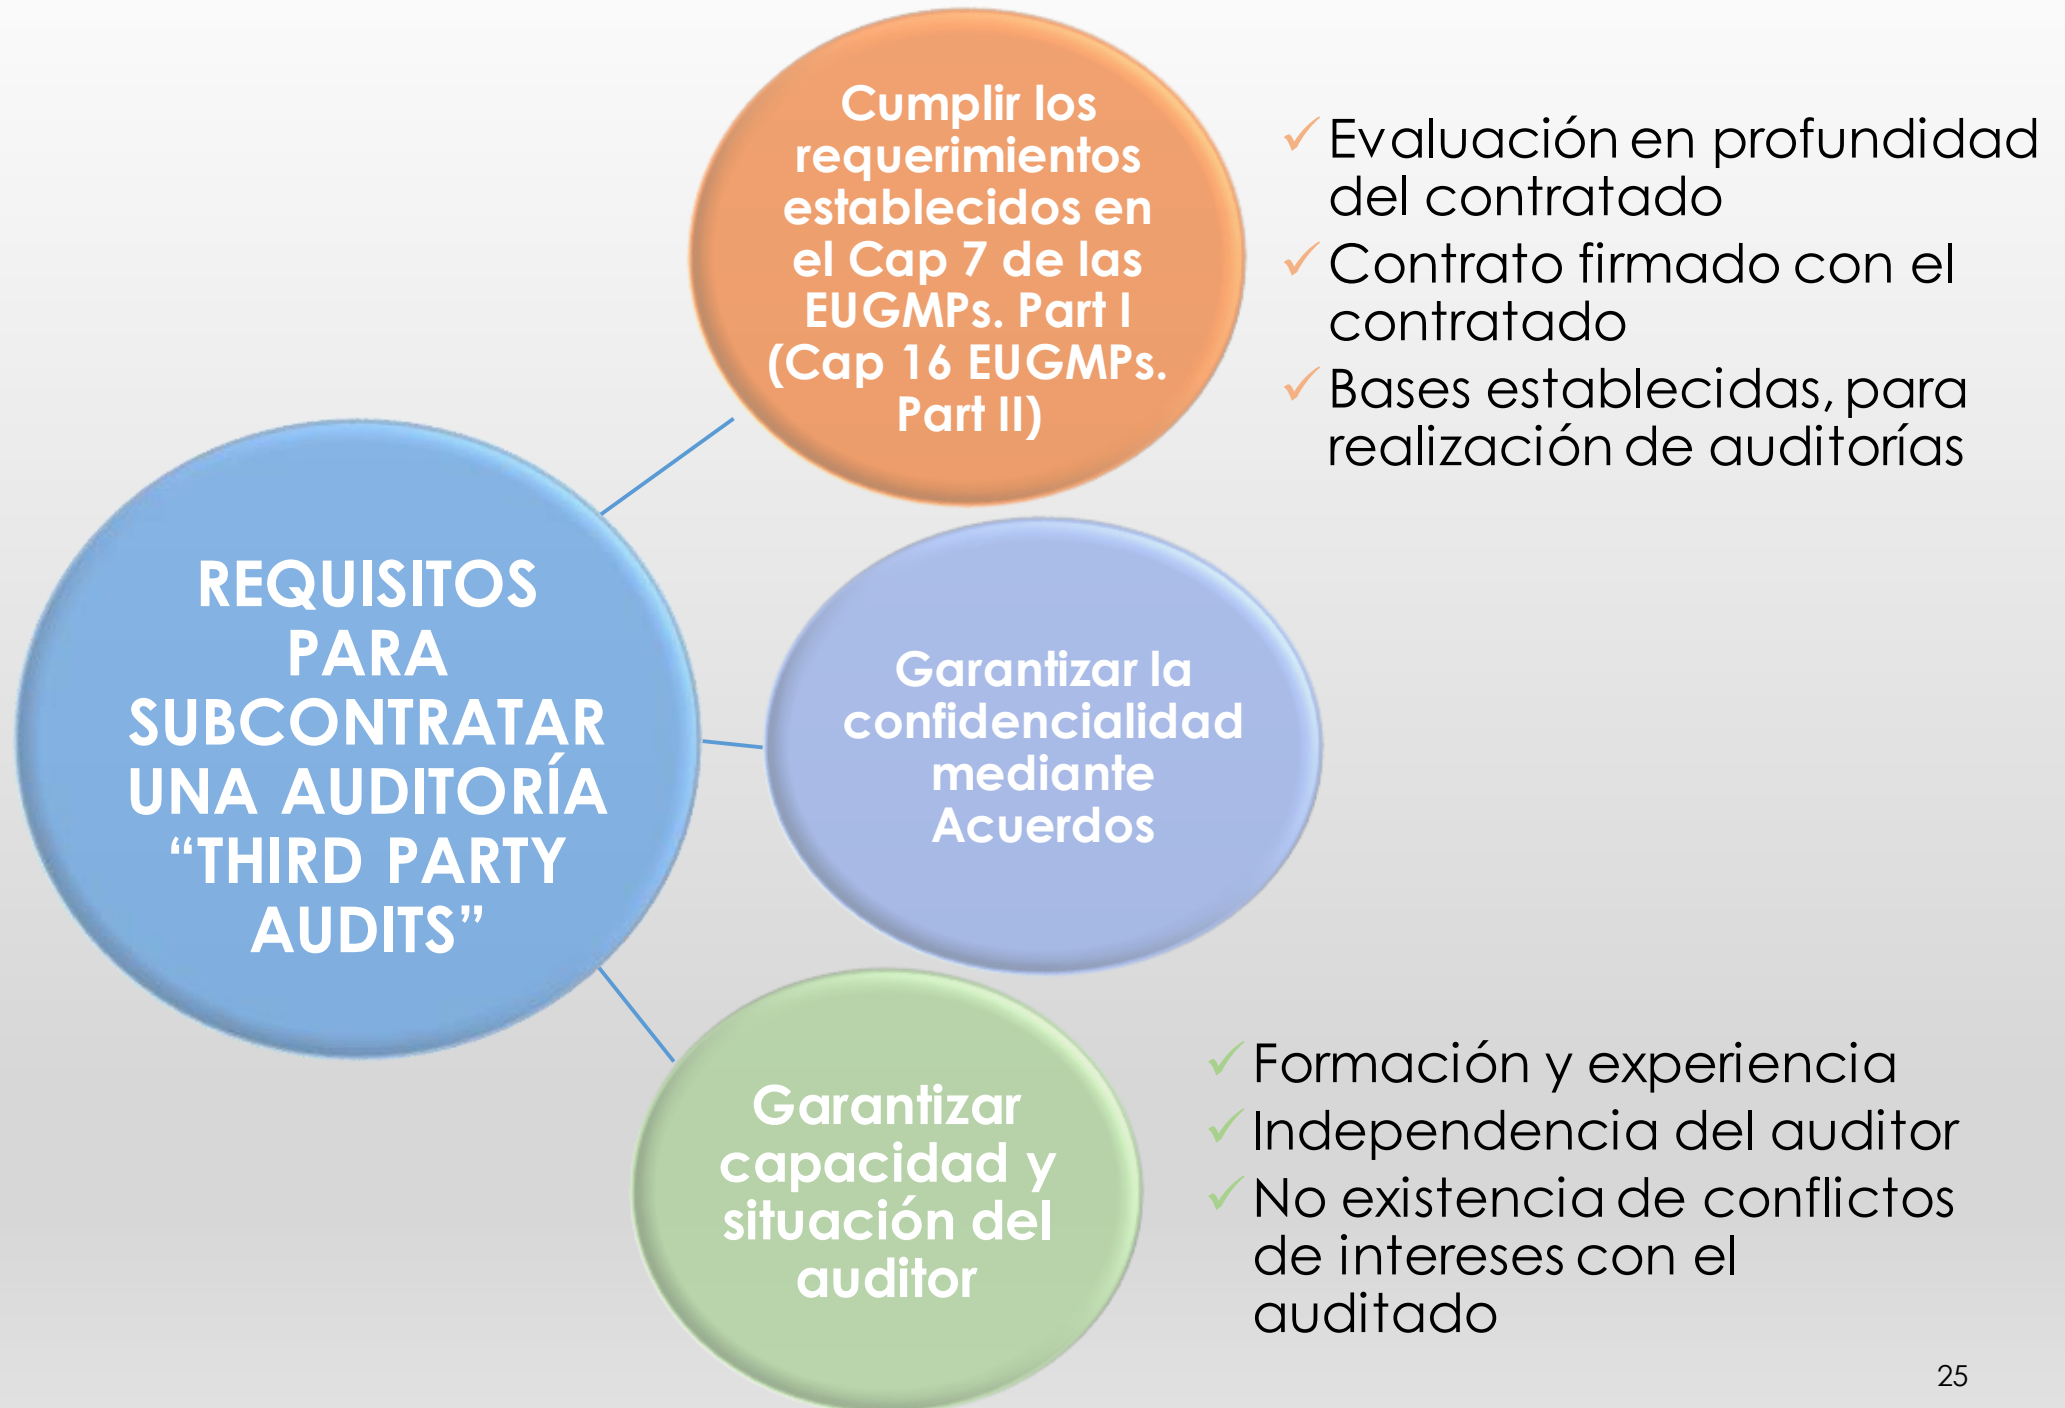 REQUISITOS
PARA
SUBCONTRATAR
UNA AUDITORÍA
“THIRD PARTY
AUDITS”
Cumplir los
requerimientos
establecidos en
el Cap 7 de las
EUGMPs. Part I
(Cap 16 EUGMPs.
Part II)
Evaluación en profundidad
del contratado
Contrato firmado con el
contratado
Bases establecidas, para
realización de auditorías
Garantizar la
confidencialidad
mediante
Acuerdos
Garantizar
capacidad y
situación del
auditor
Formación y experiencia
Independencia del auditor
No existencia de conflictos
de intereses con el
auditado
25